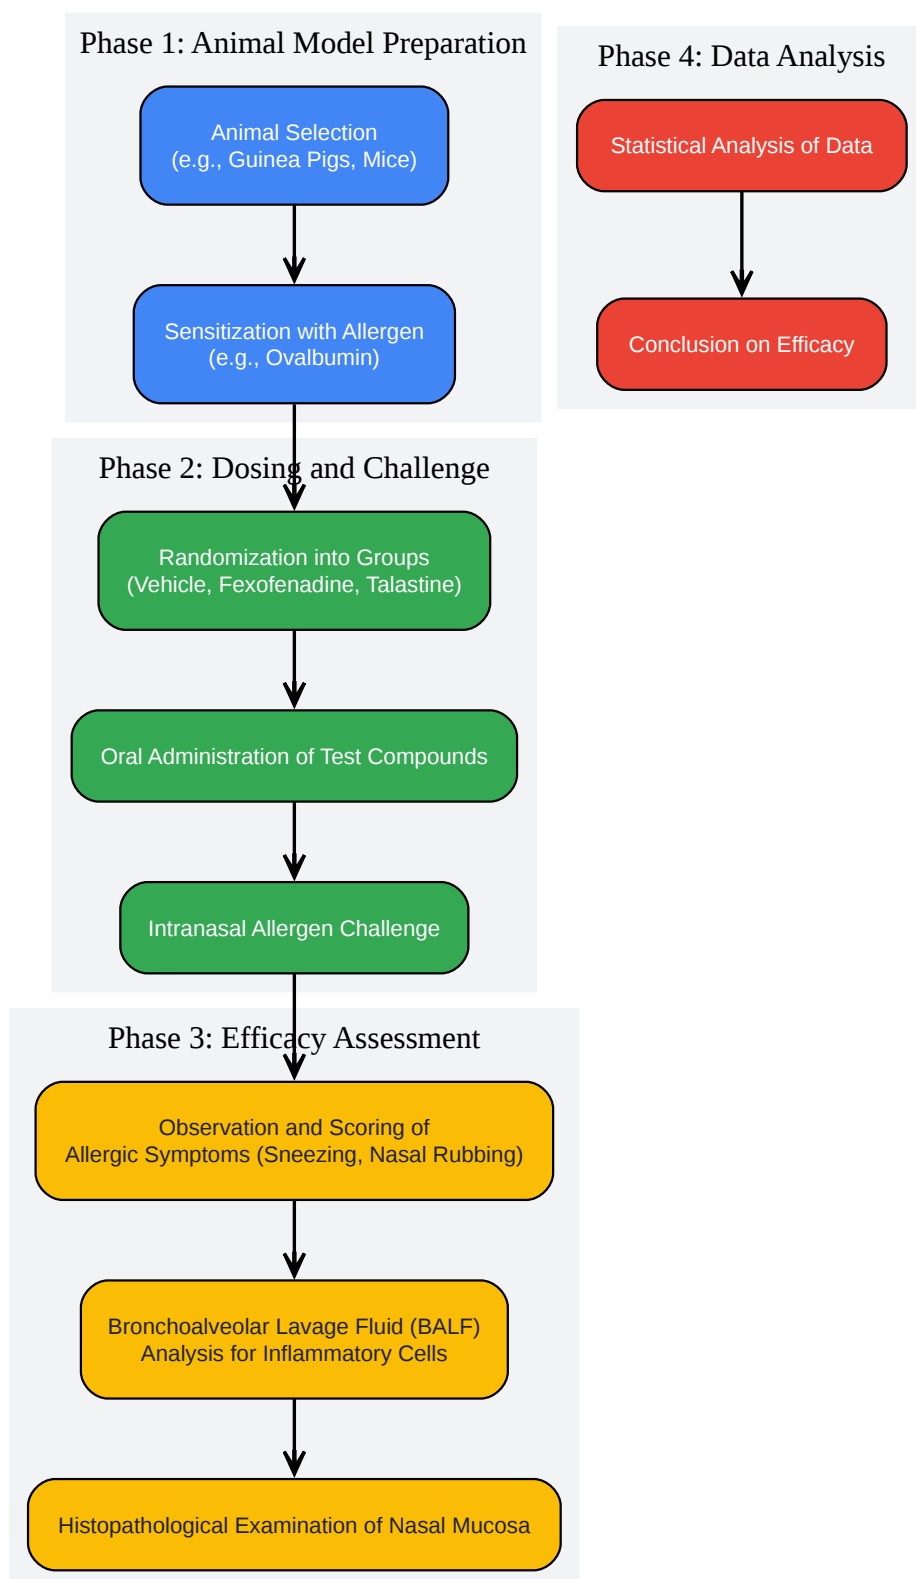 Phase 1: Animal Model Preparation
Animal Selection
(e.g., Guinea Pigs, Mice)
Sensitization with Allergen
(e.g., Ovalbumin)
Phase 2: Dosing and Challenge
Randomization into Groups
(Vehicle, Fexofenadine, Talastine)
Oral Administration of Test Compounds
Intranasal Allergen Challenge
Phase 3: Efficacy Assessment
Observation and Scoring of
Allergic Symptoms (Sneezing, Nasal Rubbing)
Bronchoalveolar Lavage Fluid (BALF)
Analysis for Inflammatory Cells
Histopathological Examination of Nasal Mucosa
Phase 4: Data Analysis
Statistical Analysis of Data
Conclusion on Efficacy